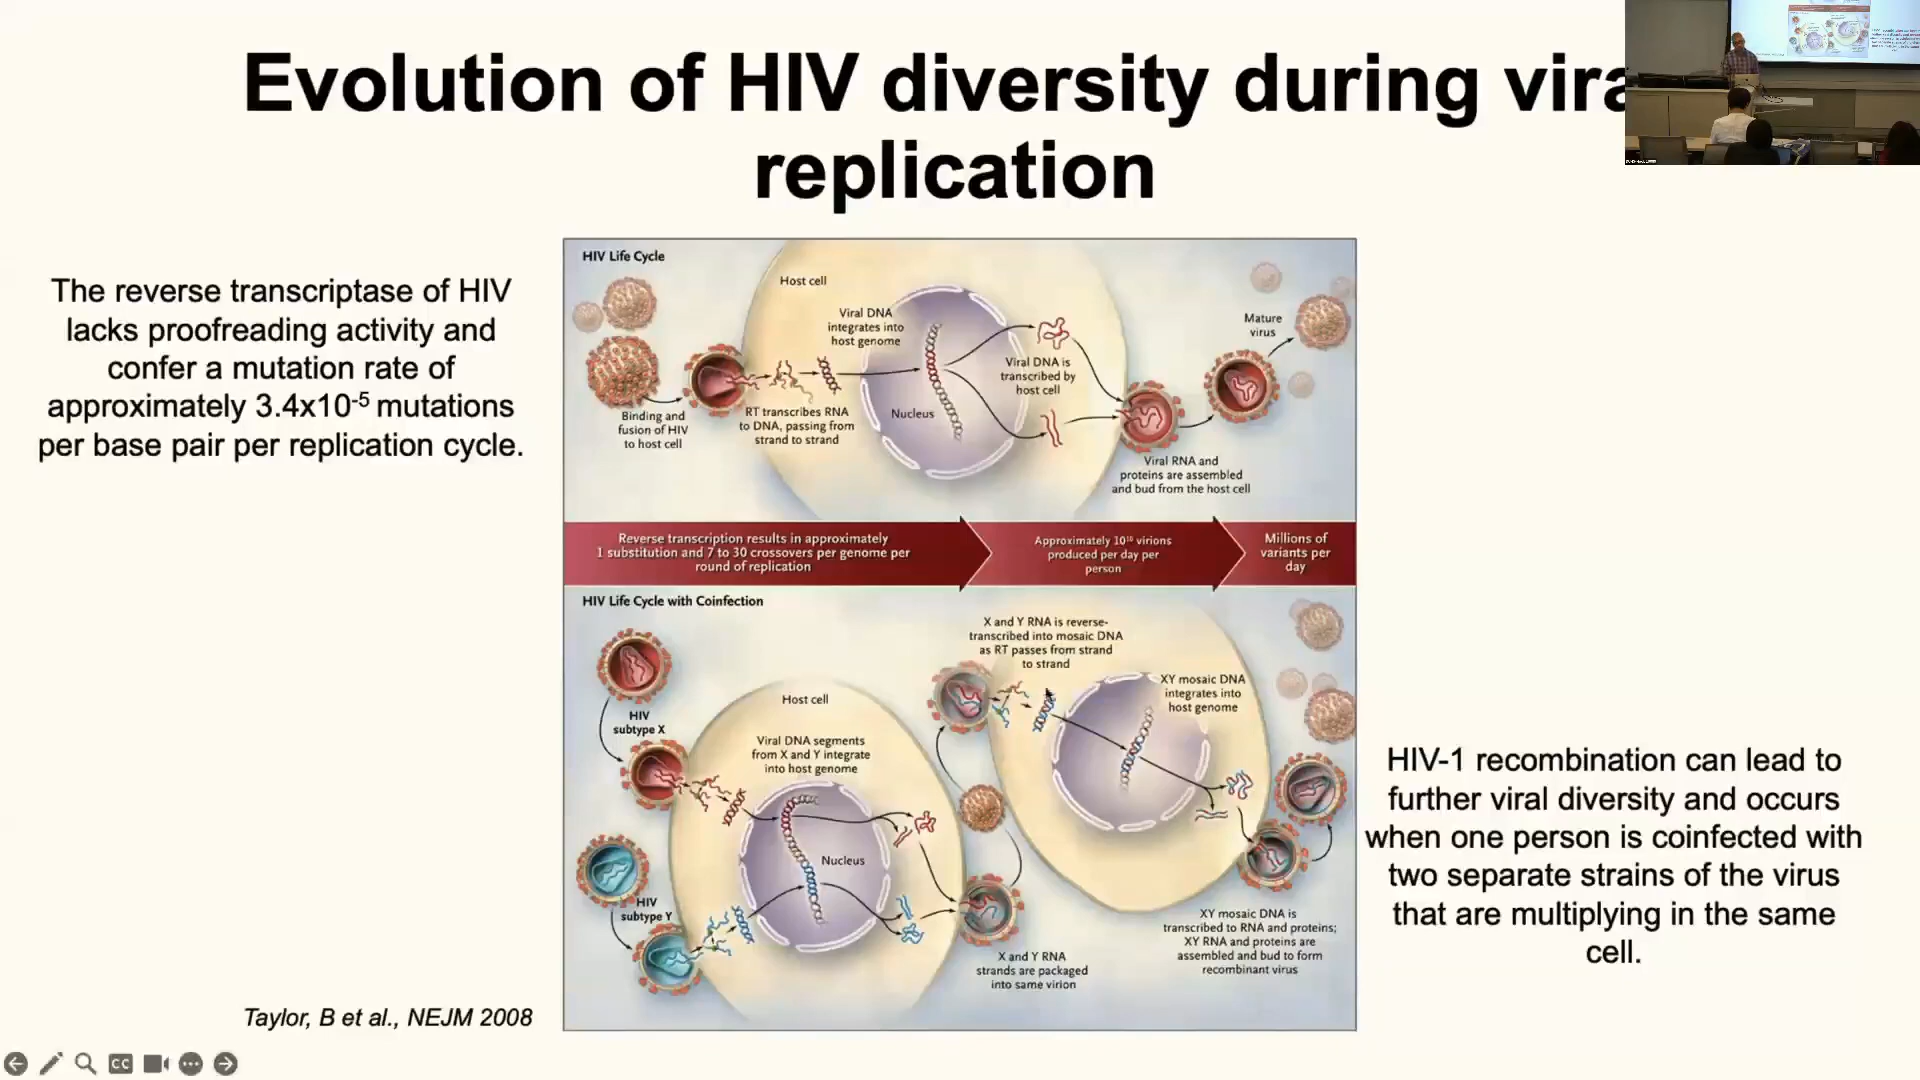 Evolution of HIV diversity during vira
replication
The reverse transcriptase of HIV
lacks proofreading activity and
confer a mutation rate of
approximately 3.4x10⁻⁵ mutations
per base pair per replication cycle.
HIV Life Cycle
Host cell
Viral DNA
integrates into
host genome
Mature
virus
Viral DNA is
transcribed by
host cell
Nucleus
Binding and
fusion of HIV
to host cell
RT transcribes RNA
to DNA, passing from
strand to strand
Viral RNA and
proteins are assembled
and bud from the host cell
Reverse transcription results in approximately
1 substitution and 7 to 30 crossovers per genome per
round of replication
Approximately 10¹⁰ virions
produced per day per
person
Millions of
variants per
day
HIV Life Cycle with Coinfection
X and Y RNA is reverse-
transcribed into mosaic DNA
as RT passes from strand
to strand
XY mosaic DNA
integrates into
host genome
Host cell
HIV
subtype X
Viral DNA segments
from X and Y integrate
into host genome
Nucleus
HIV
subtype Y
X and Y RNA
strands are packaged
into same virion
XY mosaic DNA is
transcribed to RNA and proteins;
XY RNA and proteins are
assembled and bud to form
recombinant virus
HIV-1 recombination can lead to
further viral diversity and occurs
when one person is coinfected with
two separate strains of the virus
that are multiplying in the same
cell.
Taylor, B et al., NEJM 2008
CC